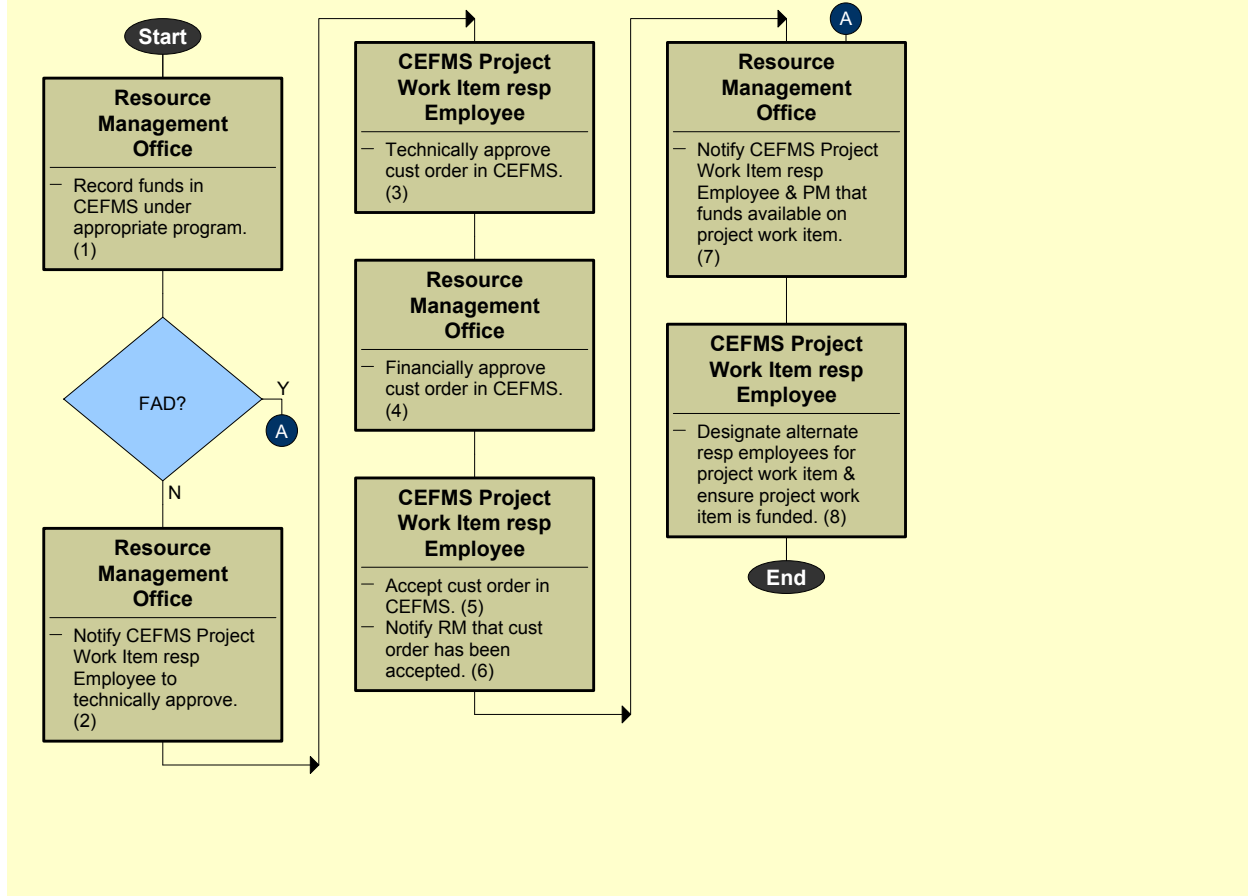 Start
Resource
Management
Office
– Record funds in
CEFMS under
appropriate program.
(1)
FAD?
Y
A
N
Resource
Management
Office
– Notify CEFMS Project
Work Item resp
Employee to
technically approve.
(2)
CEFMS Project
Work Item resp
Employee
– Technically approve
cust order in CEFMS.
(3)
Resource
Management
Office
– Financially approve
cust order in CEFMS.
(4)
CEFMS Project
Work Item resp
Employee
– Accept cust order in
CEFMS. (5)
– Notify RM that cust
order has been
accepted. (6)
A
Resource
Management
Office
– Notify CEFMS Project
Work Item resp
Employee & PM that
funds available on
project work item.
(7)
CEFMS Project
Work Item resp
Employee
– Designate alternate
resp employees for
project work item &
ensure project work
item is funded. (8)
End